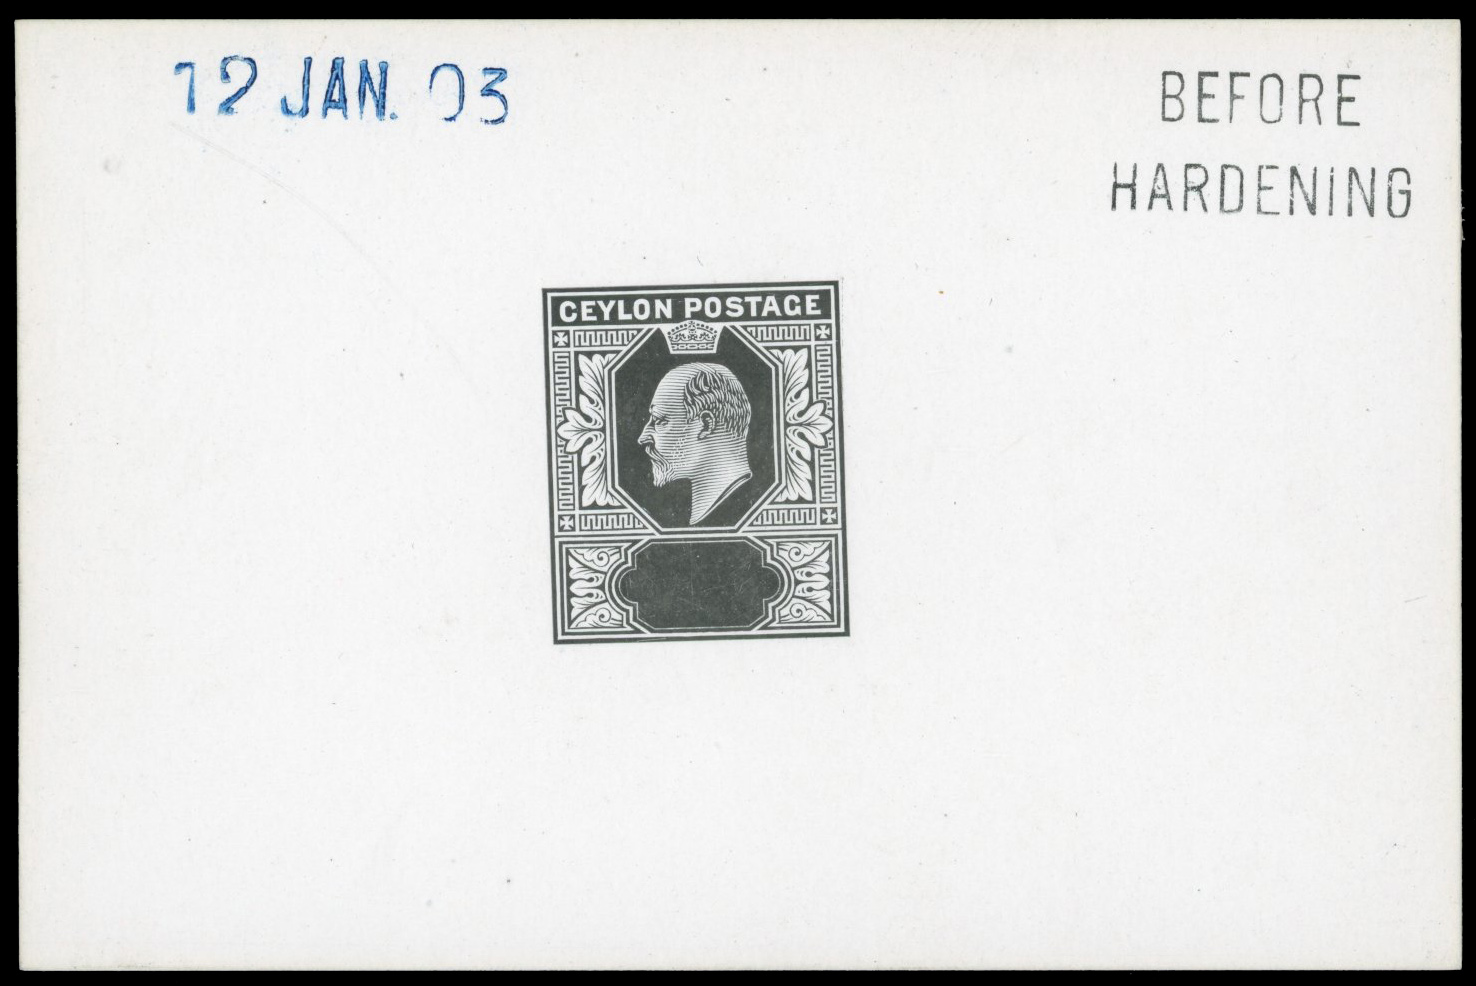 12 JAN. 03
BEFORE
HARDENING
CEYLON POSTAGE